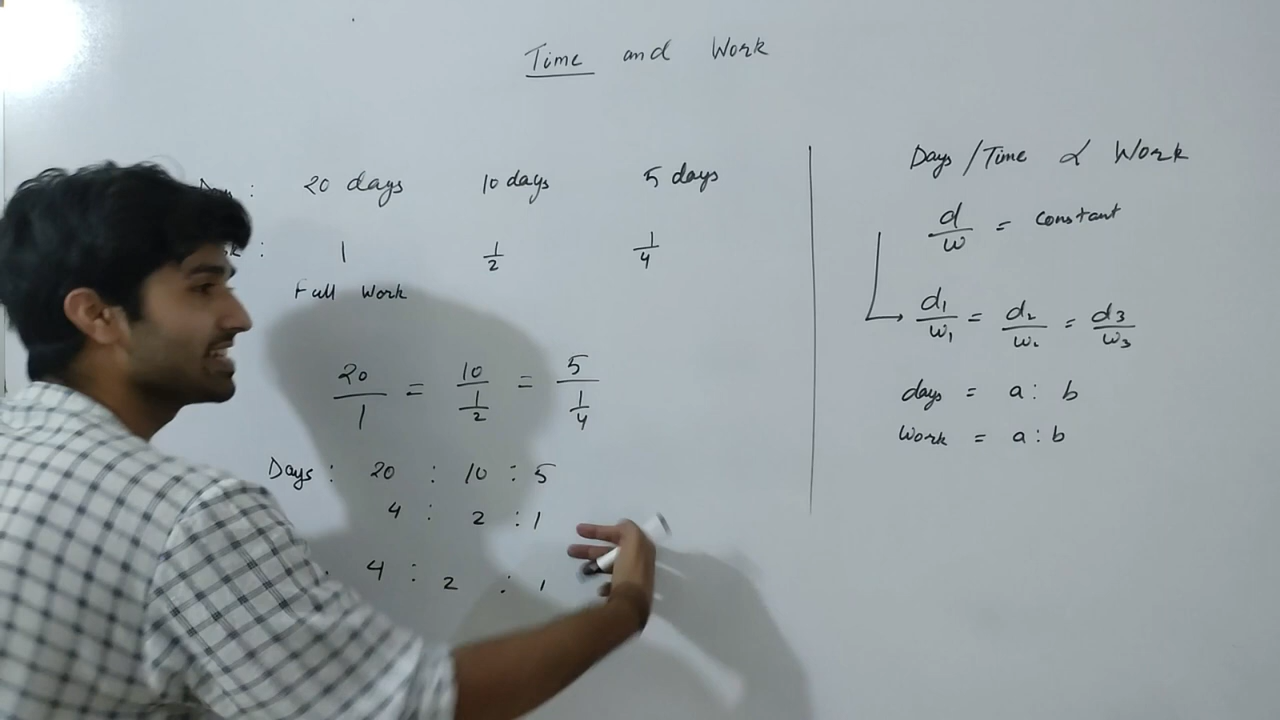 Time and Work
: 20 days 10 days 5 days
: 1 1/2 1/4
Full Work
20/1 = 10/(1/2) = 5/(1/4)
Days : 20 : 10 : 5
4 : 2 : 1
: 4 : 2 : 1
Days / Time ∝ Work
d/w = constant
d₁/w₁ = d₂/w₂ = d₃/w₃
days = a : b
Work = a : b